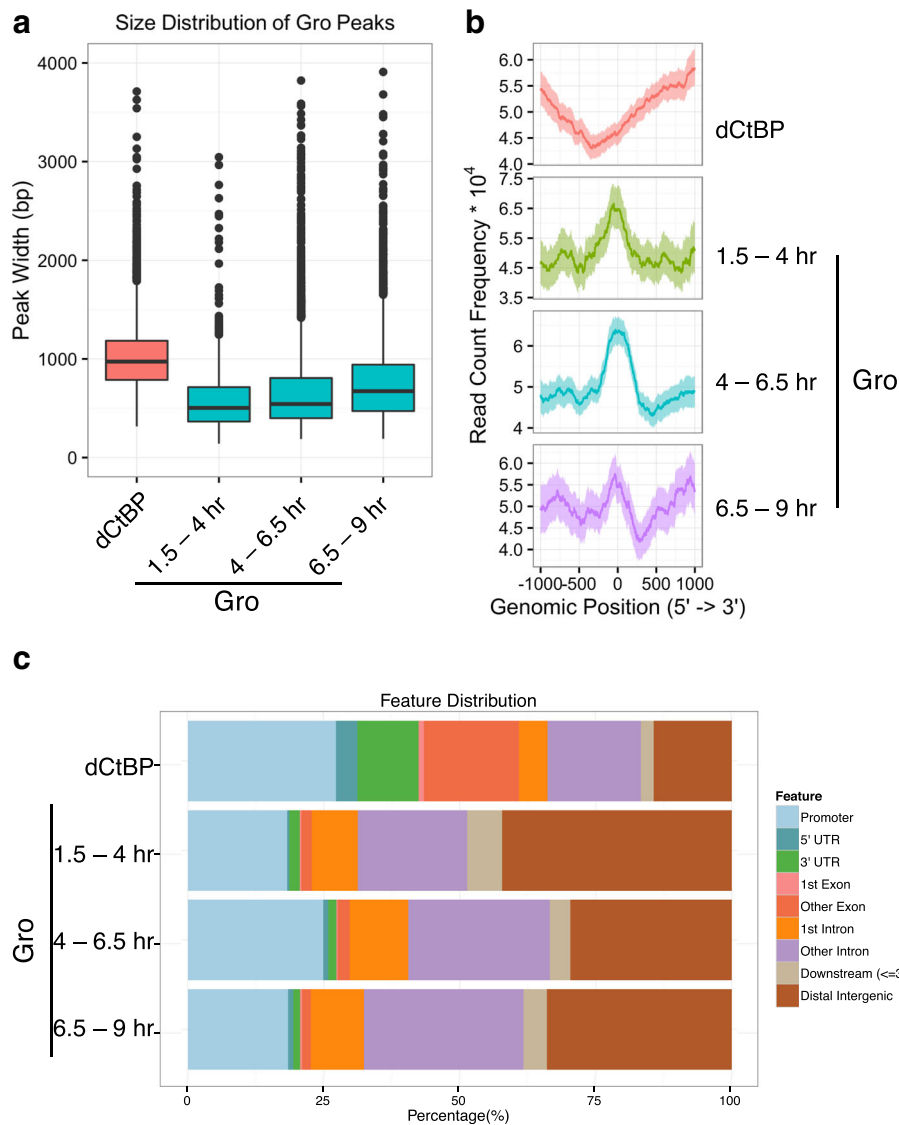 a
Size Distribution of Gro Peaks
Peak Width (bp)
4000
3000
2000
1000
0
dCtBP
1.5 – 4 hr
4 – 6.5 hr
6.5 – 9 hr
Gro
b
Read Count Frequency * 10^4
6.0
5.5
5.0
4.5
4.0
dCtBP
7.5
6.5
5.5
4.5
3.5
1.5 – 4 hr
6
5
4
4 – 6.5 hr
Gro
6.0
5.5
5.0
4.5
4.0
6.5 – 9 hr
-1000 -500 0 500 1000
Genomic Position (5' -> 3')
c
Feature Distribution
dCtBP
Gro
1.5 – 4 hr
4 – 6.5 hr
6.5 – 9 hr
0 25 50 75 100
Percentage(%)
Feature
Promoter
5' UTR
3' UTR
1st Exon
Other Exon
1st Intron
Other Intron
Downstream (<=3
Distal Intergenic